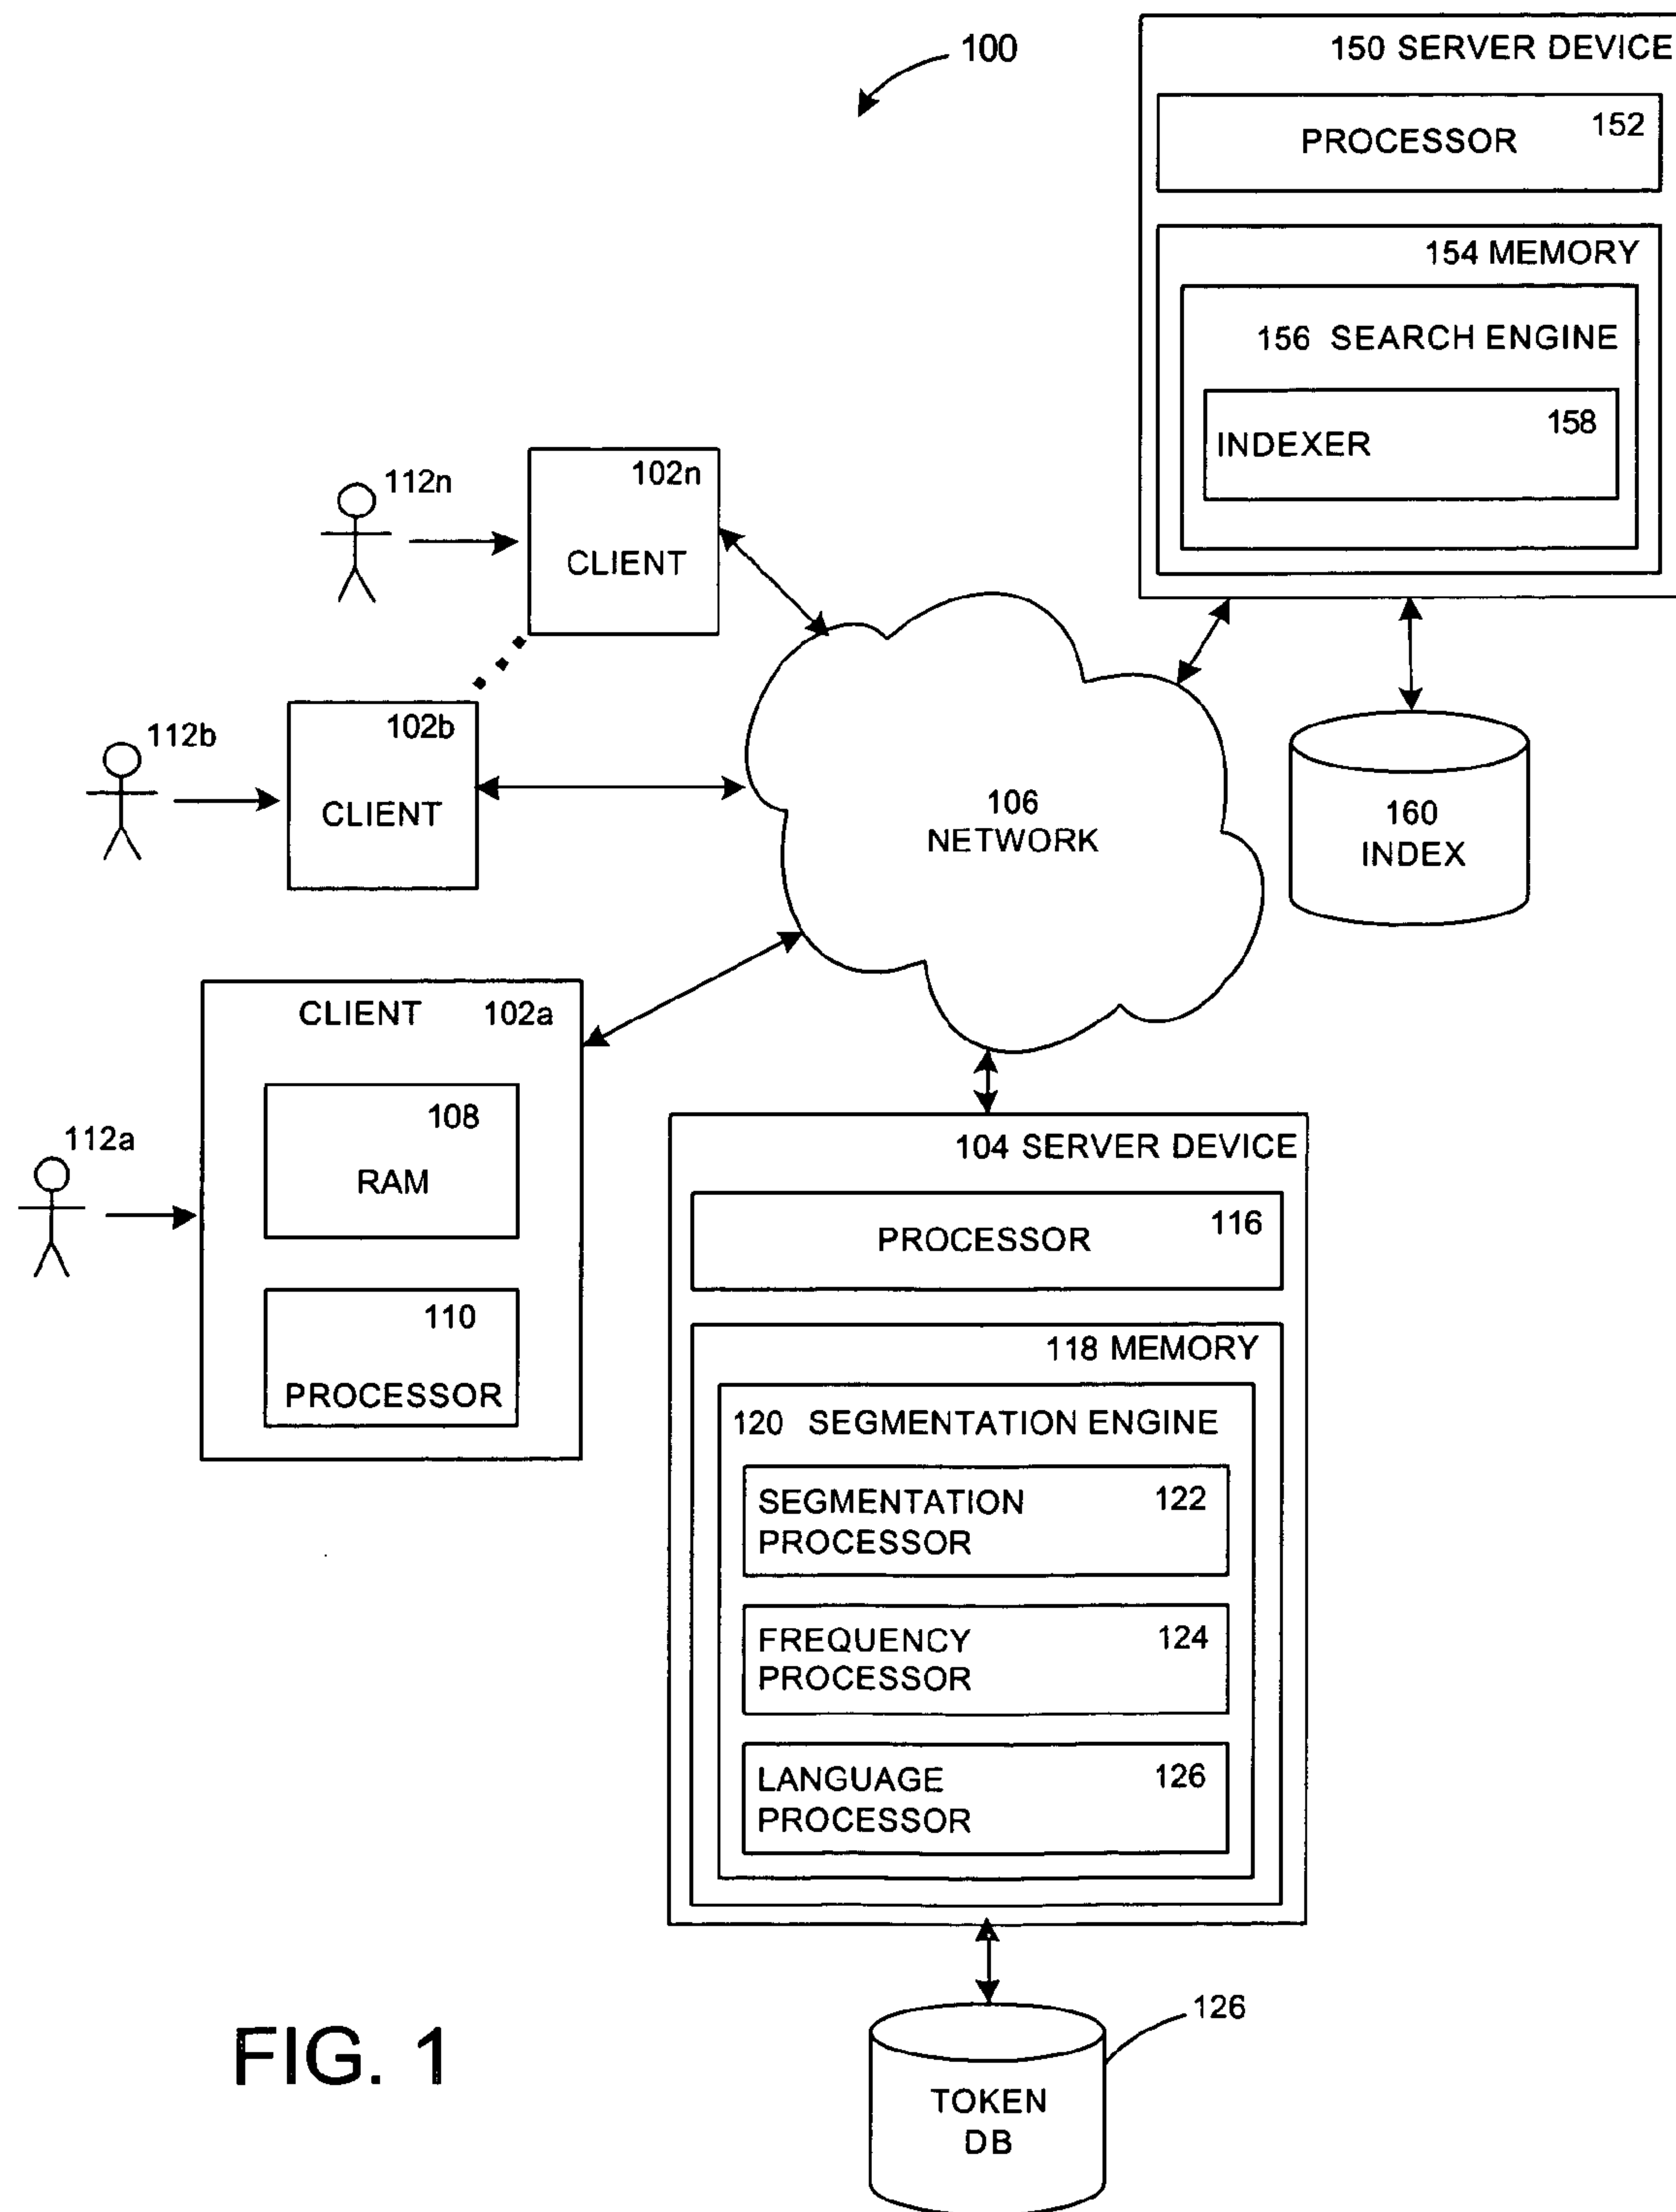 100
150 SERVER DEVICE
PROCESSOR 152
154 MEMORY
156 SEARCH ENGINE
INDEXER 158
112n
102n
CLIENT
112b
102b
CLIENT
106
NETWORK
160
INDEX
CLIENT 102a
108
RAM
110
PROCESSOR
112a
104 SERVER DEVICE
PROCESSOR 116
118 MEMORY
120 SEGMENTATION ENGINE
SEGMENTATION 122
PROCESSOR
FREQUENCY 124
PROCESSOR
LANGUAGE 126
PROCESSOR
126
TOKEN
DB
FIG. 1